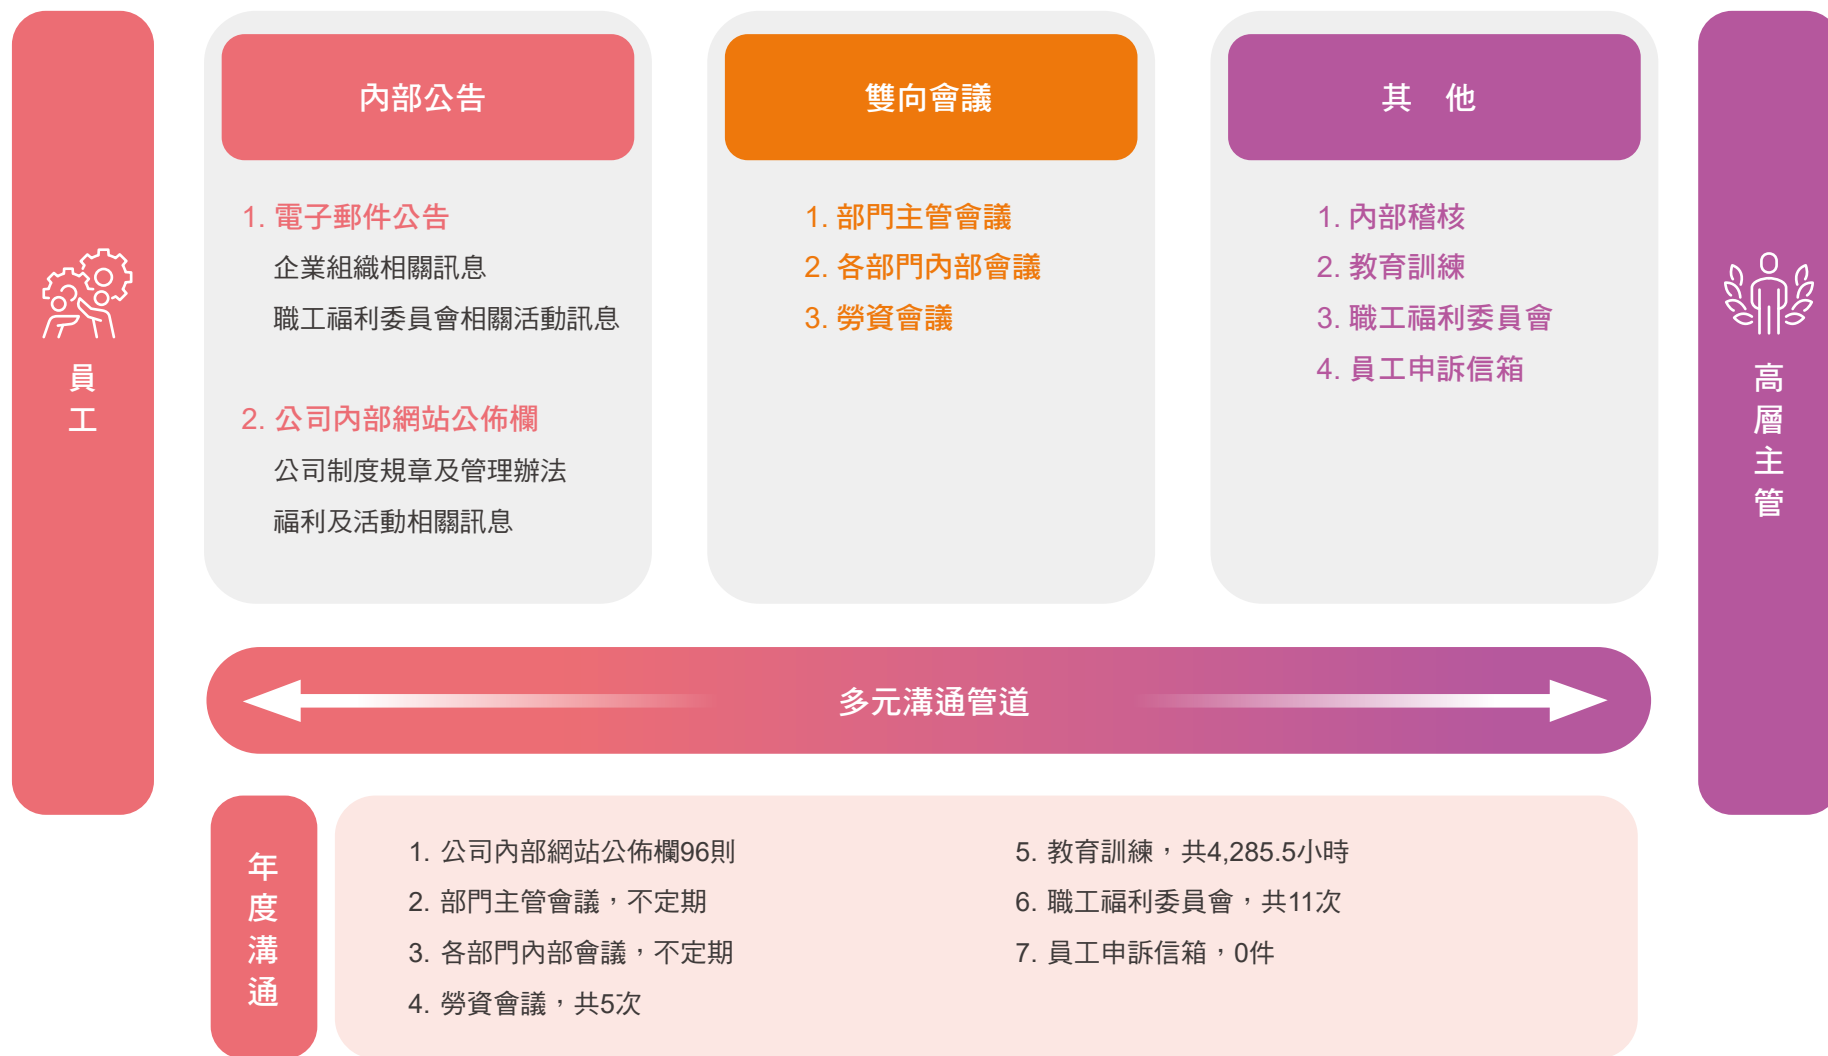 員工
內部公告
1. 電子郵件公告
企業組織相關訊息
職工福利委員會相關活動訊息
2. 公司內部網站公佈欄
公司制度規章及管理辦法
福利及活動相關訊息
雙向會議
1. 部門主管會議
2. 各部門內部會議
3. 勞資會議
其 他
1. 內部稽核
2. 教育訓練
3. 職工福利委員會
4. 員工申訴信箱
高層主管
多元溝通管道
年度溝通
1. 公司內部網站公佈欄96則
2. 部門主管會議，不定期
3. 各部門內部會議，不定期
4. 勞資會議，共5次
5. 教育訓練，共4,285.5小時
6. 職工福利委員會，共11次
7. 員工申訴信箱，0件